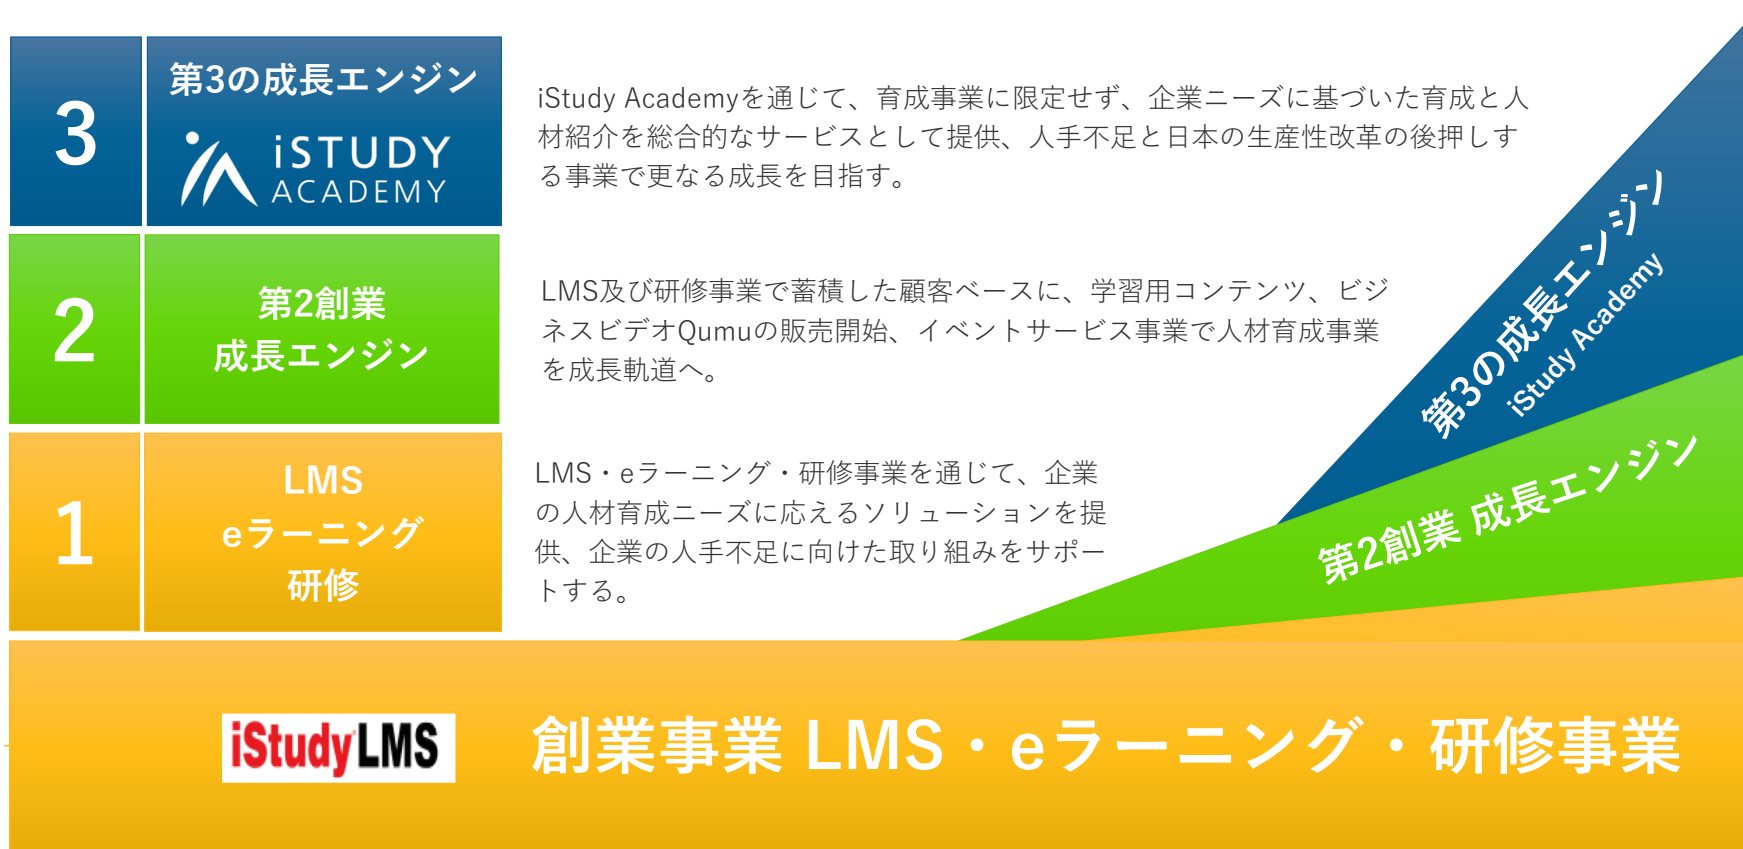 3
第3の成長エンジン
iSTUDY
ACADEMY
iStudy Academyを通じて、育成事業に限定せず、企業ニーズに基づいた育成と人
材紹介を総合的なサービスとして提供、人手不足と日本の生産性改革の後押しす
る事業で更なる成長を目指す。
2
第2創業
成長エンジン
LMS及び研修事業で蓄積した顧客ベースに、学習用コンテンツ、ビジ
ネスビデオQumuの販売開始、イベントサービス事業で人材育成事業
を成長軌道へ。
1
LMS
eラーニング
研修
LMS・eラーニング・研修事業を通じて、企業
の人材育成ニーズに応えるソリューションを提
供、企業の人手不足に向けた取り組みをサポー
トする。
第3の成長エンジン
iStudy Academy
第2創業 成長エンジン
iStudy LMS
創業事業 LMS・eラーニング・研修事業